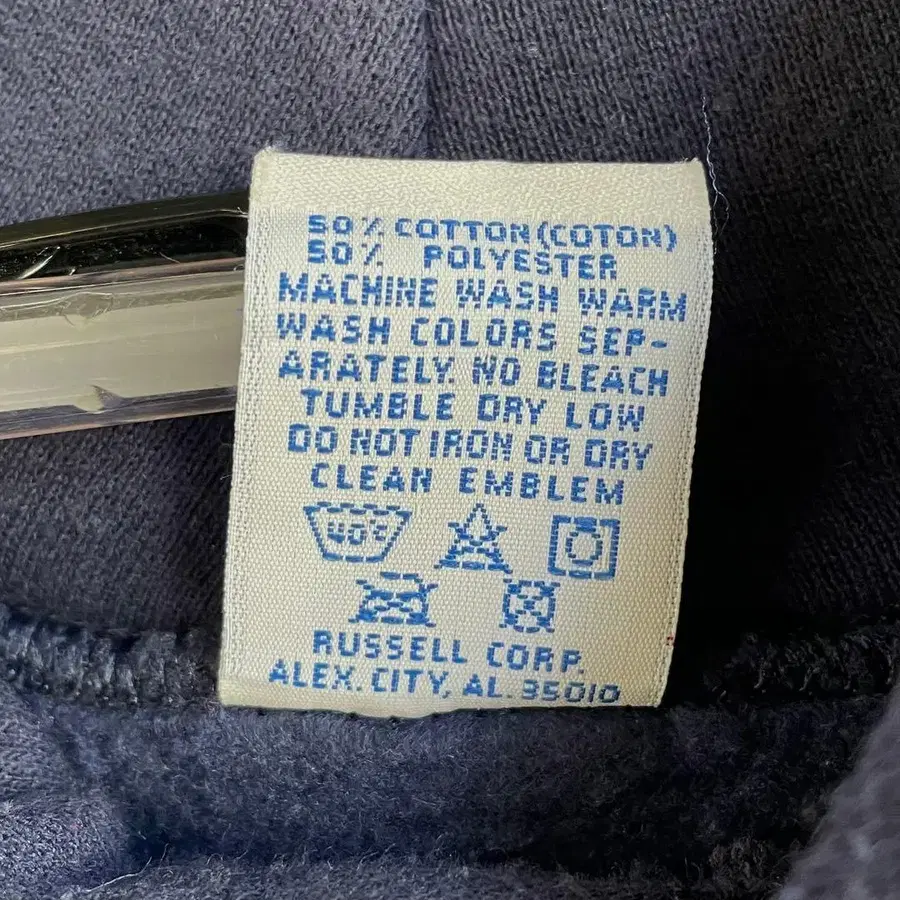 50% COTTON (COTON)
50% POLYESTER
MACHINE WASH WARM
WASH COLORS SEP-
ARATELY. NO BLEACH
TUMBLE DRY LOW
DO NOT IRON OR DRY
CLEAN EMBLEM
40°C
RUSSELL CORP.
ALEX. CITY, AL. 35010